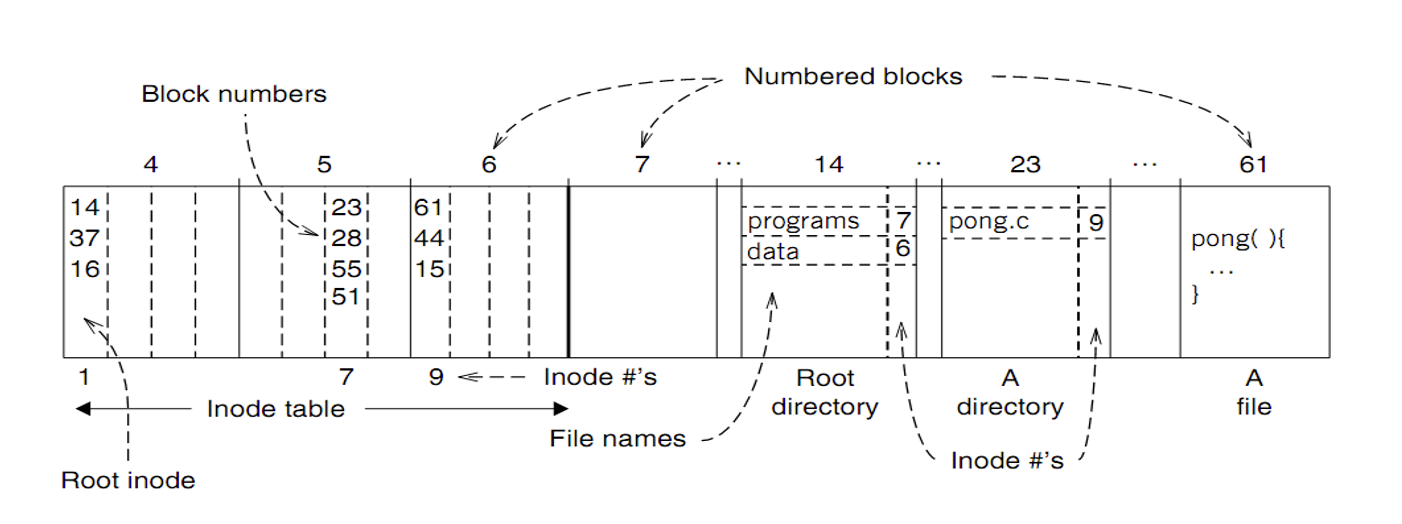 Numbered blocks
Block numbers
4 5 6 7 ... 14 ... 23 ... 61
14 23 61
programs 7 pong.c 9
37 28 44 pong( ){
data 6
16 55 15 ...
51 }
1 7 9 Inode #'s Root A A
Inode table directory directory file
File names
Inode #'s
Root inode